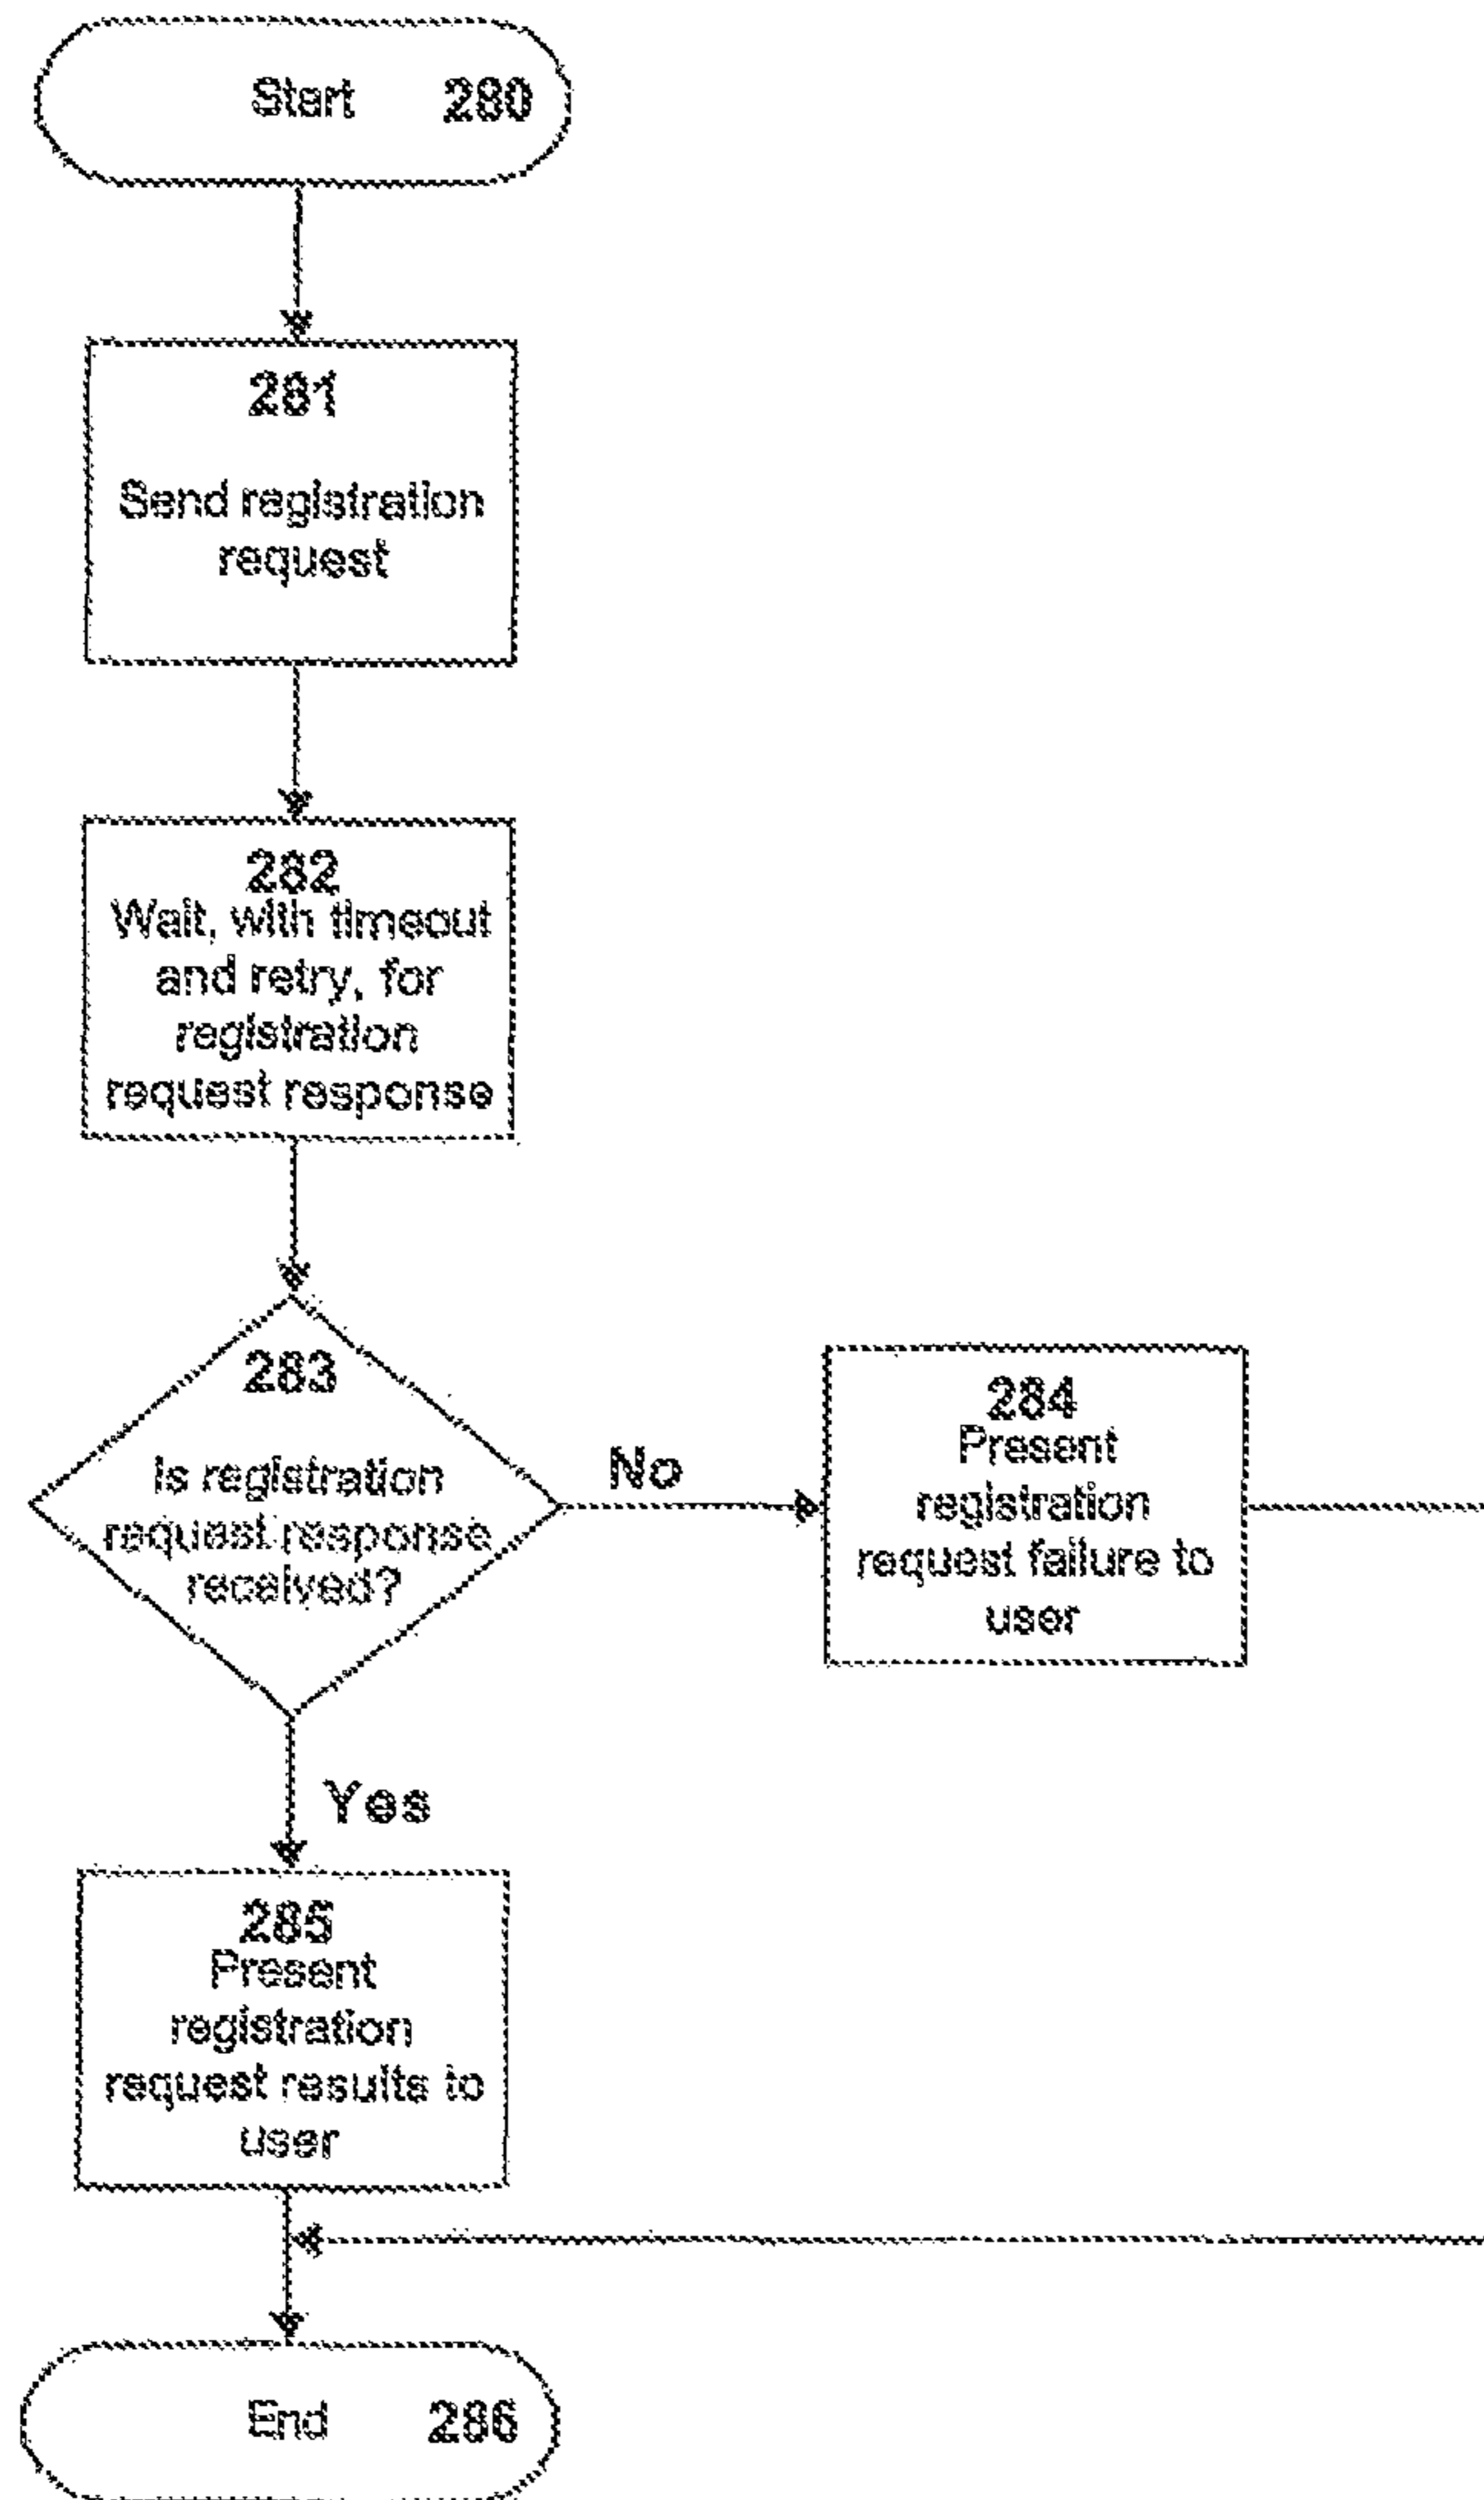 Start 280
281
Send registration
request
282
Wait, with timeout
and retry, for
registration
request response
283
Is registration
request response
received?
No
284
Present
registration
request failure to
user
Yes
285
Present
registration
request results to
user
End 286